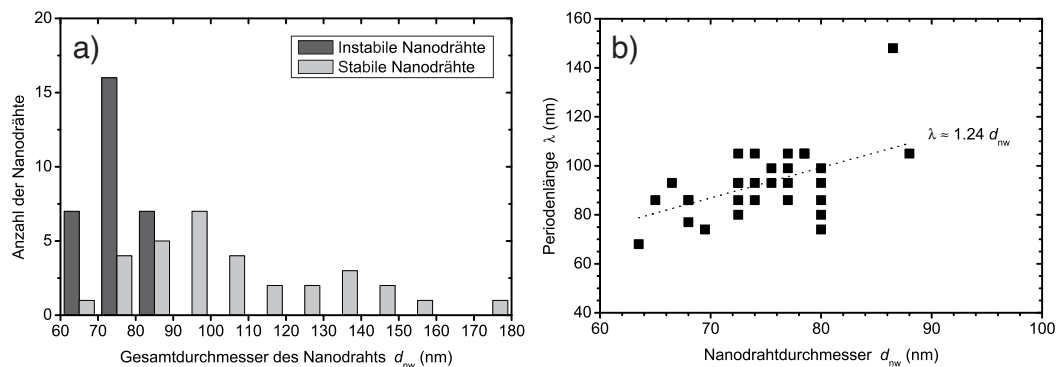 a)
Instabile Nanodrähte
Stabile Nanodrähte
Anzahl der Nanodrähte
20
15
10
5
0
60 70 80 90 100 110 120 130 140 150 160 170 180
Gesamtdurchmesser des Nanodrahts d_nw (nm)
b)
Periodenlänge λ (nm)
160
140
120
100
80
60
40
λ ≈ 1.24 d_nw
60 70 80 90 100
Nanodrahtdurchmesser d_nw (nm)